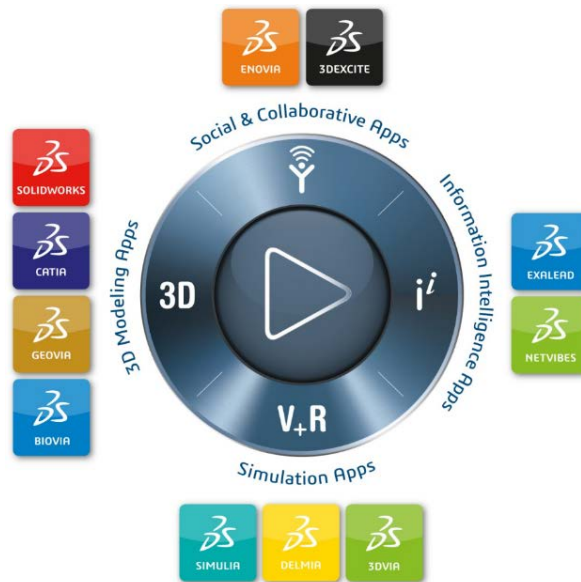 ENOVIA
3DEXCITE
Social & Collaborative Apps
SOLIDWORKS
CATIA
GEOVIA
BIOVIA
3D Modeling Apps
3D
i i
V+R
Information Intelligence Apps
EXALEAD
NETVIBES
Simulation Apps
SIMULIA
DELMIA
3DVIA